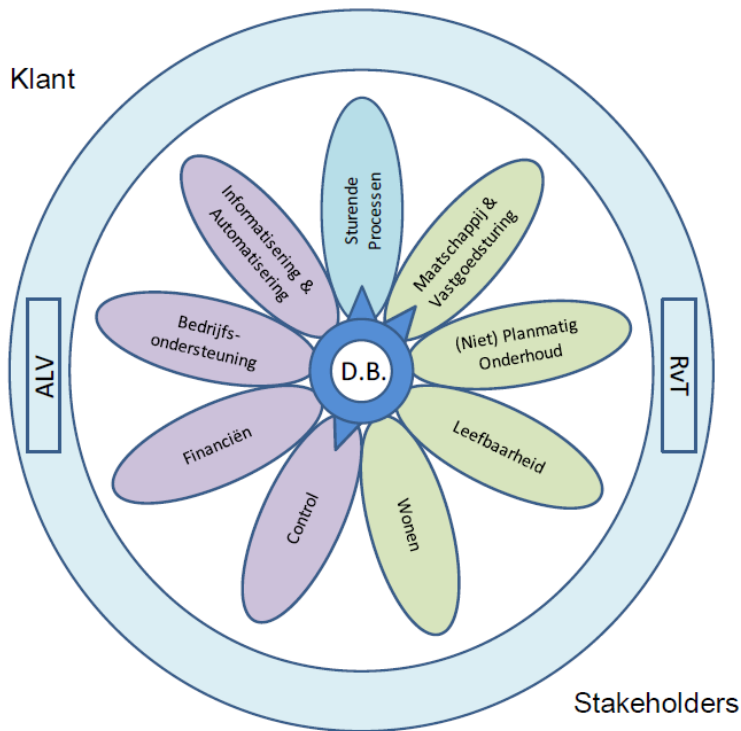 Klant
Sturende
Processen
Maatschappij &
Vastgoedsturing
(Niet) Planmatig
Onderhoud
Leefbaarheid
Wonen
Control
Financiën
Bedrijfs-
ondersteuning
Informatisering &
Automatisering
D.B.
ALV
RvT
Stakeholders